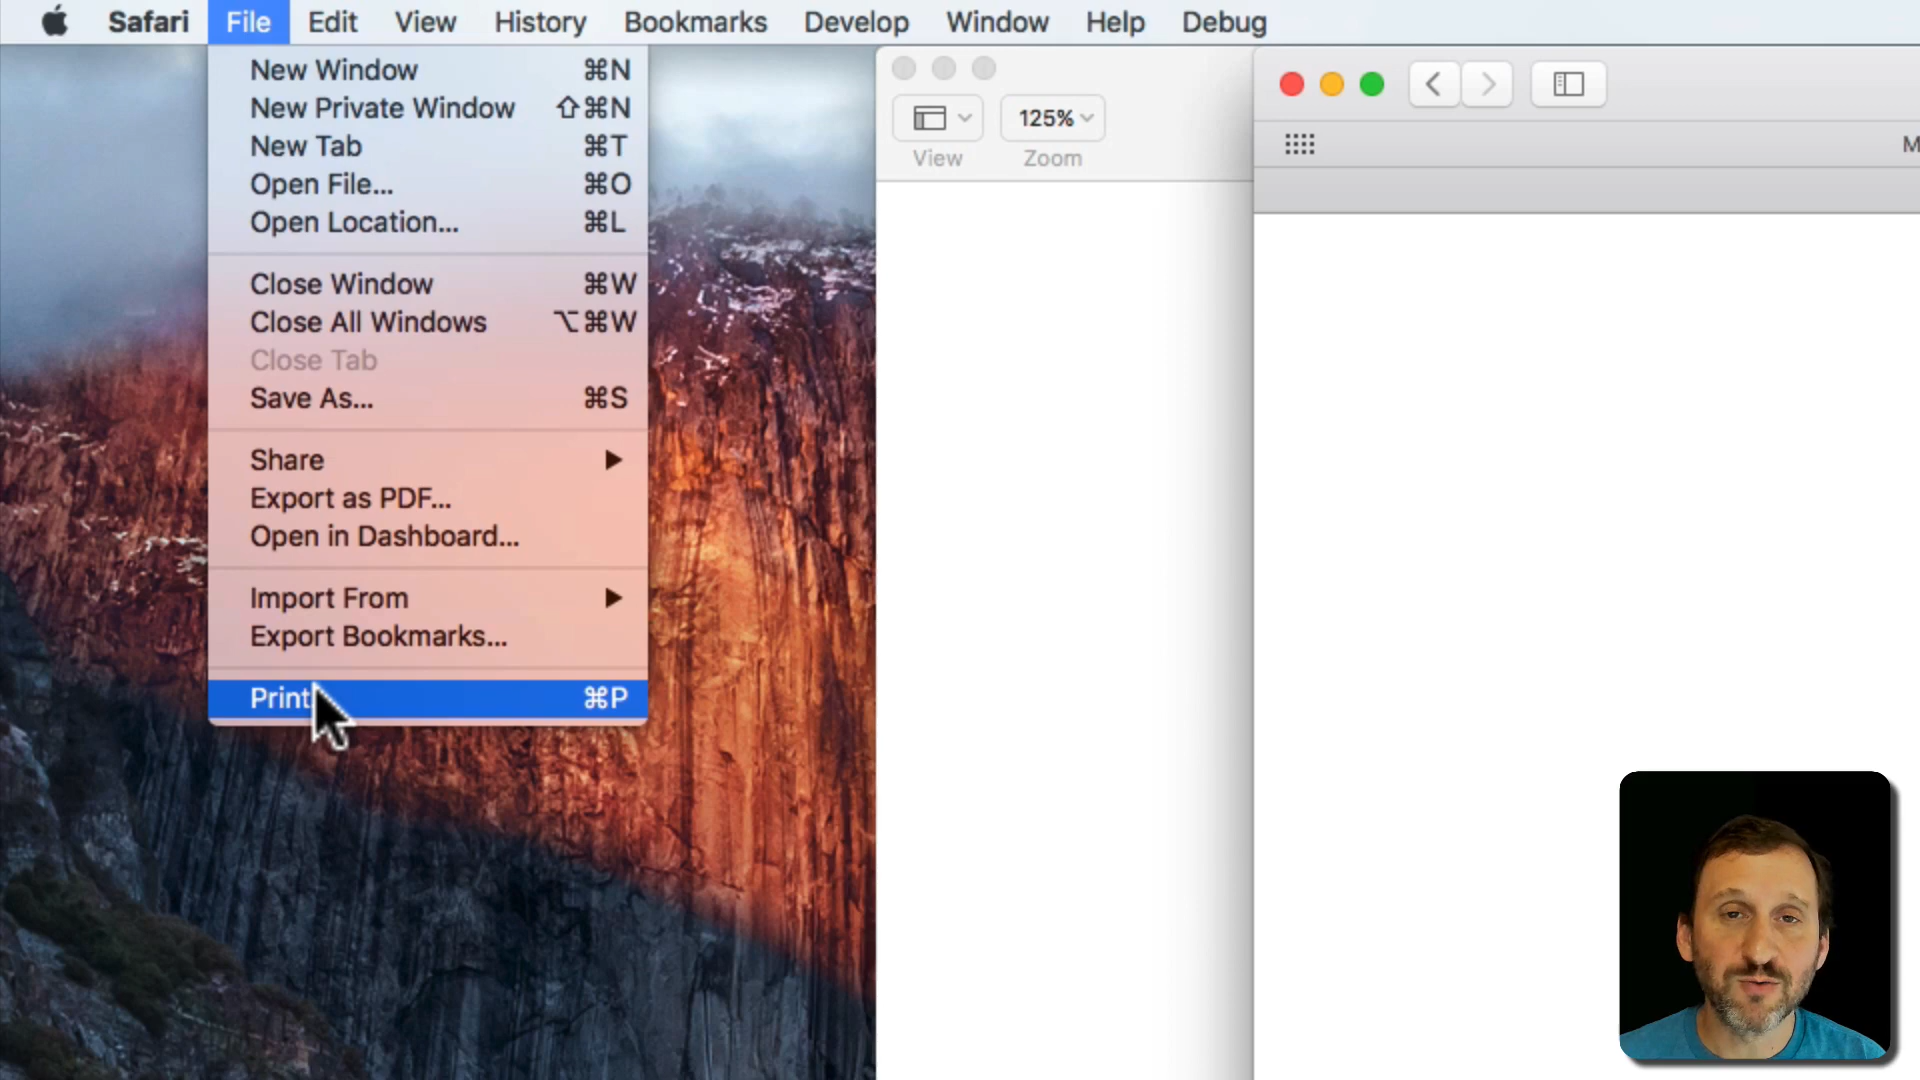 Safari File Edit View History Bookmarks Develop Window Help Debug
New Window ⌘N
New Private Window ⇧⌘N
New Tab ⌘T
Open File... ⌘O
Open Location... ⌘L
Close Window ⌘W
Close All Windows ⌥⌘W
Close Tab
Save As... ⌘S
Share
Export as PDF...
Open in Dashboard...
Import From
Export Bookmarks...
Print ⌘P
125%
View Zoom
M